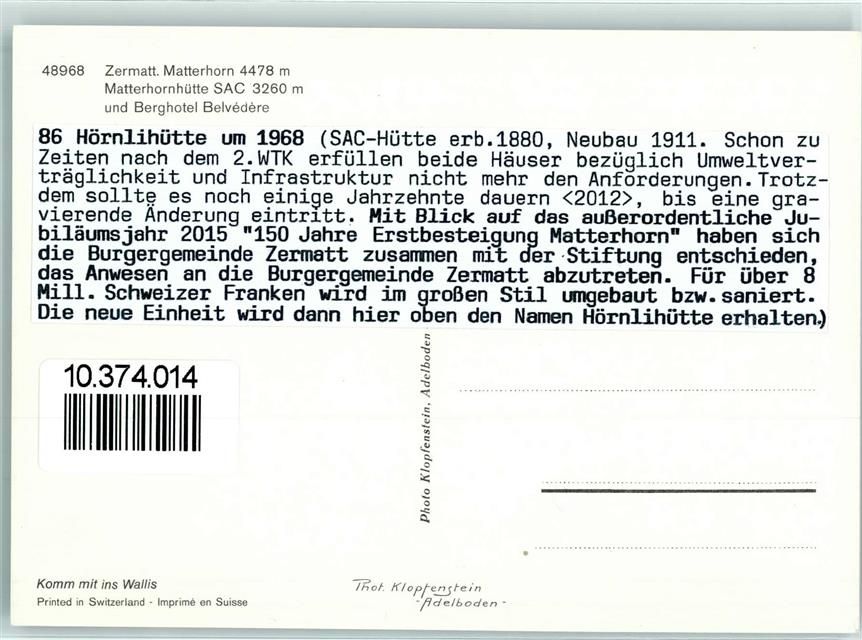 48968 Zermatt. Matterhorn 4478 m
Matterhornhütte SAC 3260 m
und Berghotel Belvédère
86 Hörnlihütte um 1968 (SAC-Hütte erb.1880, Neubau 1911. Schon zu
Zeiten nach dem 2.WTK erfüllen beide Häuser bezüglich Umweltver-
träglichkeit und Infrastruktur nicht mehr den Anforderungen.Trotz-
dem sollte es noch einige Jahrzehnte dauern <2012>, bis eine gra-
vierende Änderung eintritt. Mit Blick auf das außerordentliche Ju-
biläumsjahr 2015 "150 Jahre Erstbesteigung Matterhorn" haben sich
die Burgergemeinde Zermatt zusammen mit der Stiftung entschieden,
das Anwesen an die Burgergemeinde Zermatt abzutreten. Für über 8
Mill. Schweizer Franken wird im großen Stil umgebaut bzw.saniert.
Die neue Einheit wird dann hier oben den Namen Hörnlihütte erhalten.)
10.374.014
Photo Klopfenstein, Adelboden
Komm mit ins Wallis
Printed in Switzerland - Imprimé en Suisse
Phot. Klopfenstein
-Adelboden-